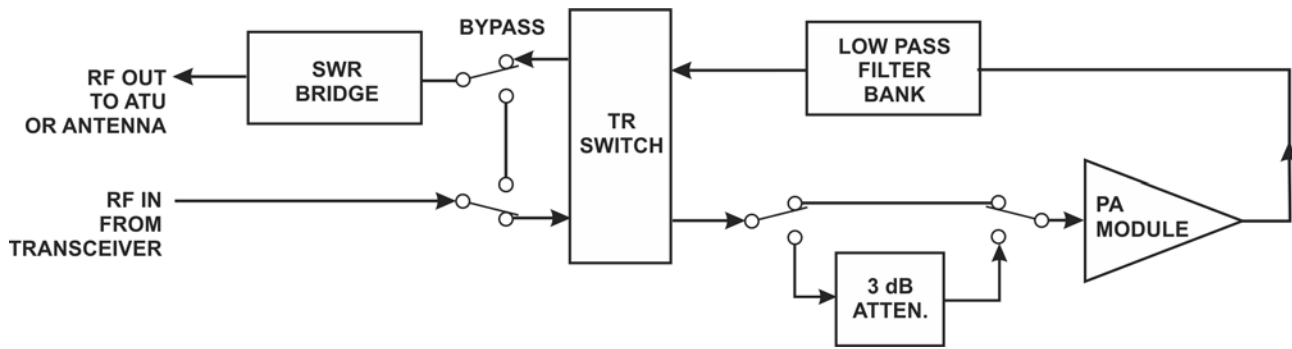 BYPASS
SWR
BRIDGE
RF OUT
TO ATU
OR ANTENNA
TR
SWITCH
LOW PASS
FILTER
BANK
RF IN
FROM
TRANSCEIVER
PA
MODULE
3 dB
ATTEN.